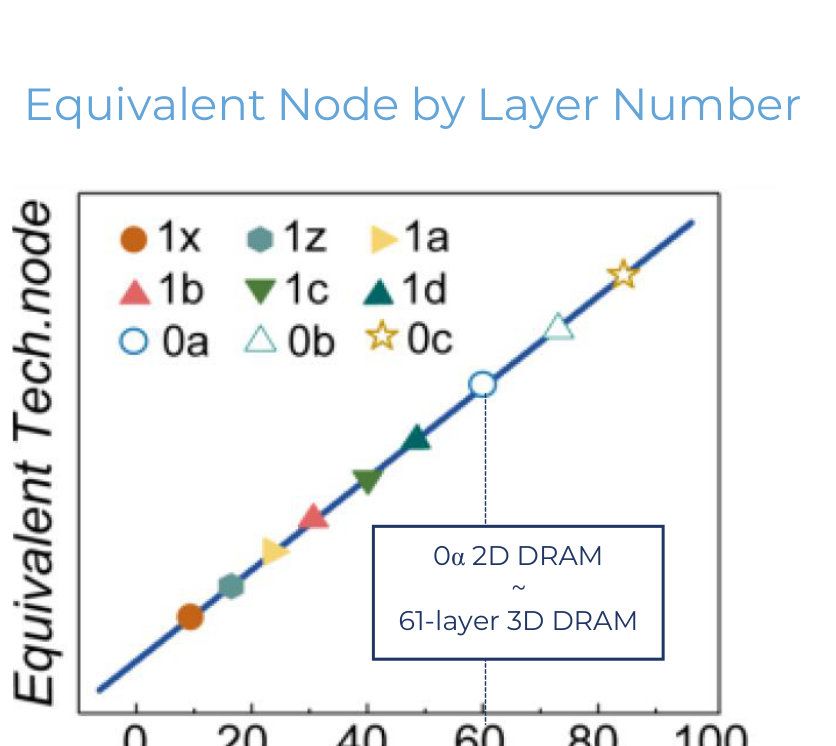 Equivalent Node by Layer Number
Equivalent Tech.node
1x 1z 1a
1b 1c 1d
0a 0b 0c
0α 2D DRAM
~
61-layer 3D DRAM
0 20 40 60 80 100